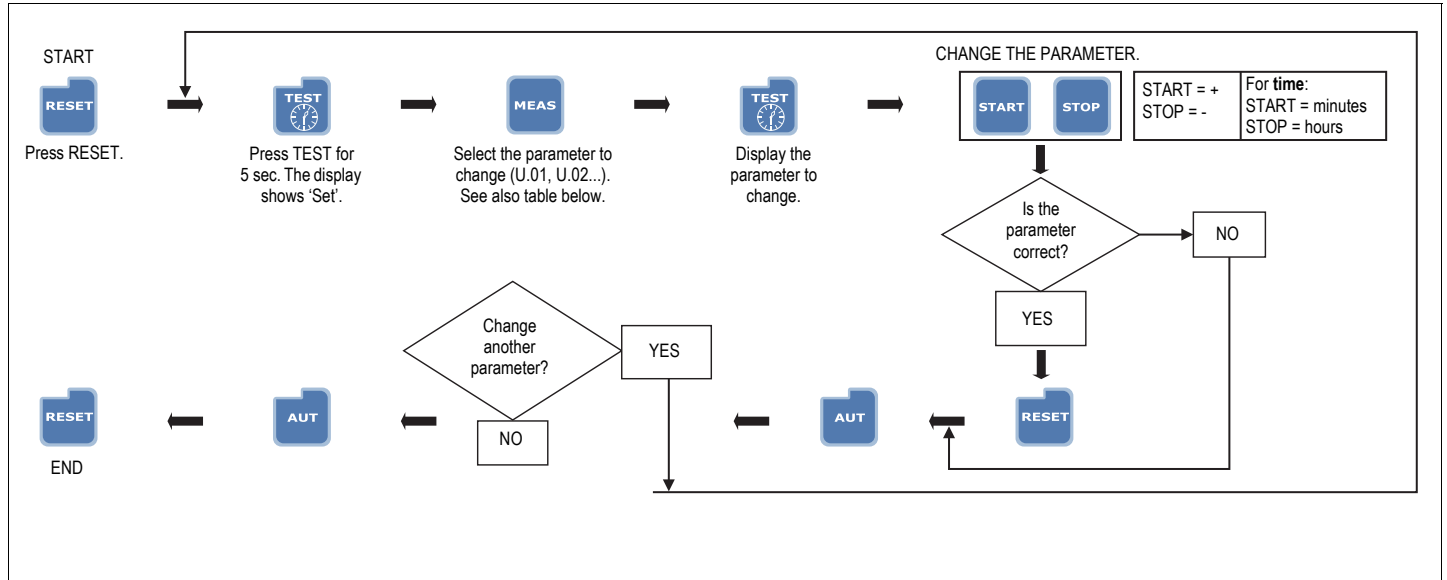 START
RESET
Press RESET.
TEST
Press TEST for
5 sec. The display
shows ‘Set’.
MEAS
Select the parameter to
change (U.01, U.02...).
See also table below.
TEST
Display the
parameter to
change.
CHANGE THE PARAMETER.
START STOP
START = +
STOP = -
For time:
START = minutes
STOP = hours
Is the
parameter
correct?
NO
YES
RESET
AUT
Change
another
parameter?
YES
NO
AUT
RESET
END